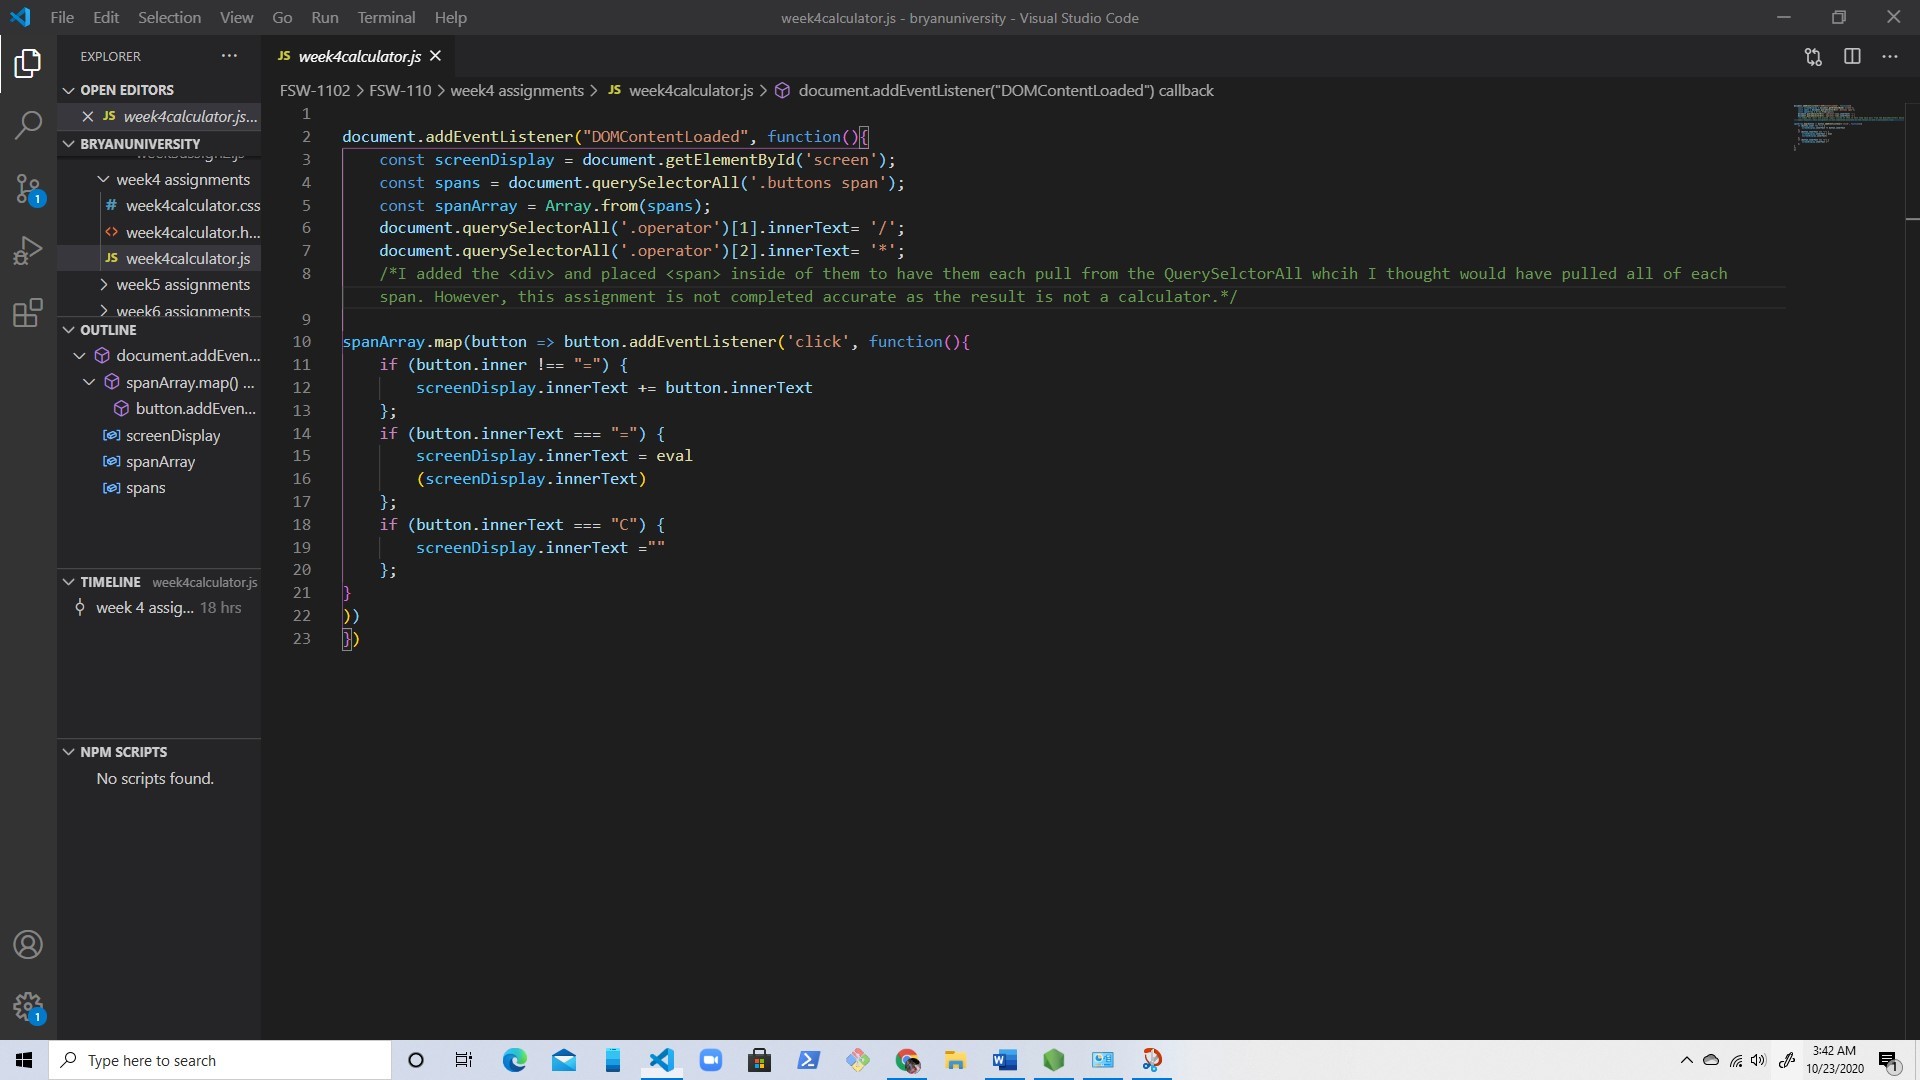 File Edit Selection View Go Run Terminal Help
week4calculator.js - bryanuniversity - Visual Studio Code
EXPLORER
JS week4calculator.js
OPEN EDITORS
JS week4calculator.js...
FSW-1102 > FSW-110 > week4 assignments > JS week4calculator.js > document.addEventListener("DOMContentLoaded") callback
BRYANUNIVERSITY
week4 assignments
# week4calculator.css
<> week4calculator.h...
JS week4calculator.js
week5 assignments
week6 assignments
OUTLINE
document.addEven...
spanArray.map() ...
button.addEven...
screenDisplay
spanArray
spans
TIMELINE week4calculator.js
week 4 assig... 18 hrs
NPM SCRIPTS
No scripts found.
1
2 document.addEventListener("DOMContentLoaded", function(){
3 const screenDisplay = document.getElementById('screen');
4 const spans = document.querySelectorAll('.buttons span');
5 const spanArray = Array.from(spans);
6 document.querySelectorAll('.operator')[1].innerText= '/';
7 document.querySelectorAll('.operator')[2].innerText= '*';
8 /*I added the <div> and placed <span> inside of them to have them each pull from the QuerySelctorAll whcih I thought would have pulled all of each
span. However, this assignment is not completed accurate as the result is not a calculator.*/
9
10 spanArray.map(button => button.addEventListener('click', function(){
11 if (button.inner !== "=") {
12 screenDisplay.innerText += button.innerText
13 };
14 if (button.innerText === "=") {
15 screenDisplay.innerText = eval
16 (screenDisplay.innerText)
17 };
18 if (button.innerText === "C") {
19 screenDisplay.innerText =""
20 };
21 }
22 ))
23 })
1
1
Type here to search
3:42 AM
10/23/2020
1